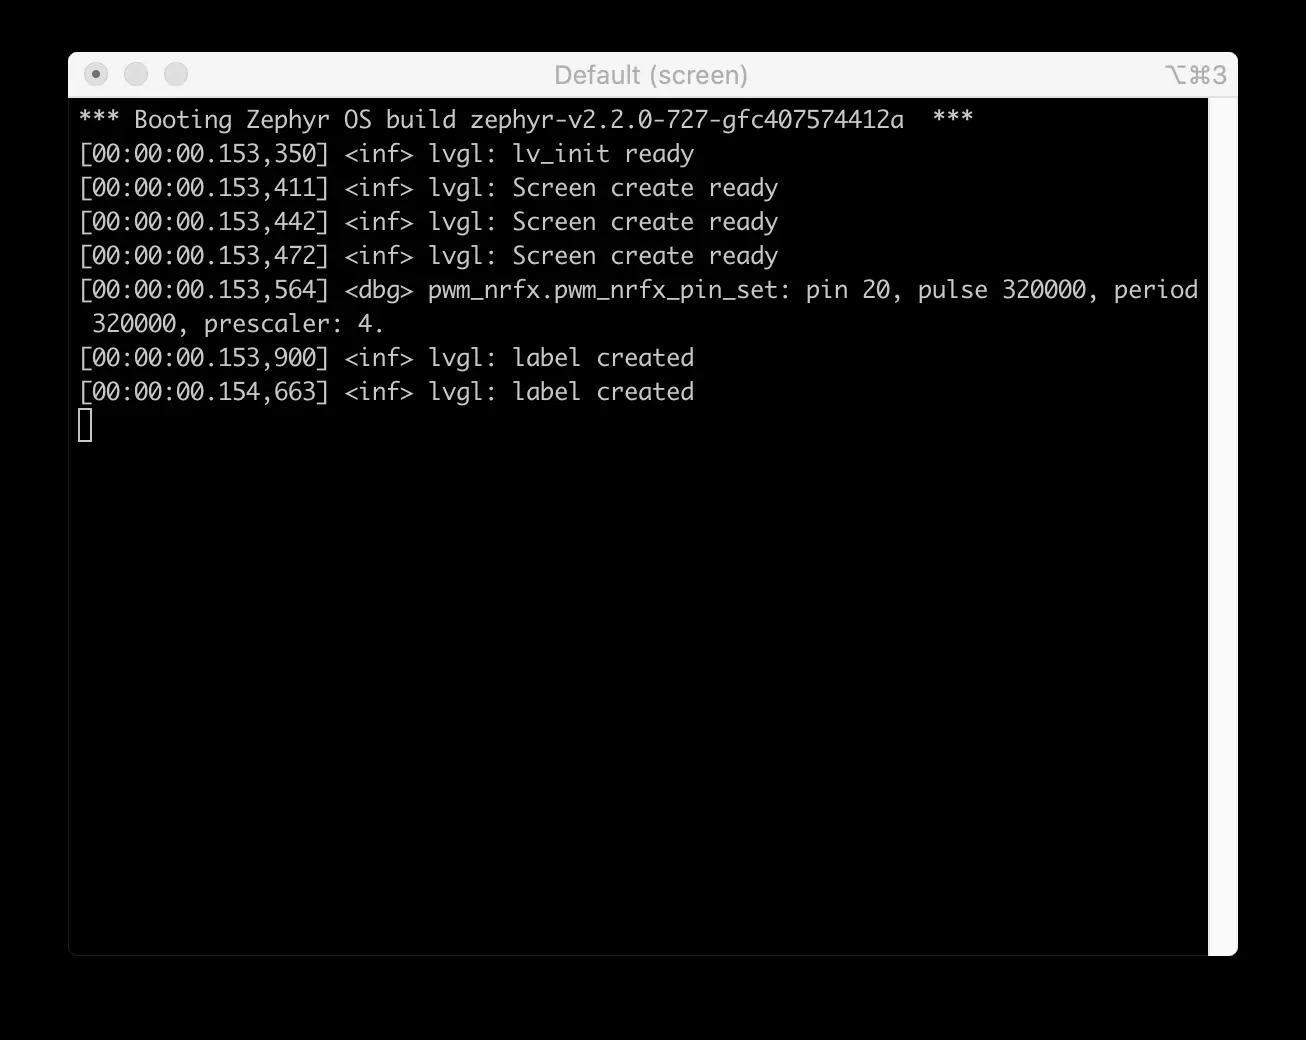 Default (screen)
⌥⌘3
*** Booting Zephyr OS build zephyr-v2.2.0-727-gfc407574412a  ***
[00:00:00.153,350] <inf> lvgl: lv_init ready
[00:00:00.153,411] <inf> lvgl: Screen create ready
[00:00:00.153,442] <inf> lvgl: Screen create ready
[00:00:00.153,472] <inf> lvgl: Screen create ready
[00:00:00.153,564] <dbg> pwm_nrfx.pwm_nrfx_pin_set: pin 20, pulse 320000, period
 320000, prescaler: 4.
[00:00:00.153,900] <inf> lvgl: label created
[00:00:00.154,663] <inf> lvgl: label created